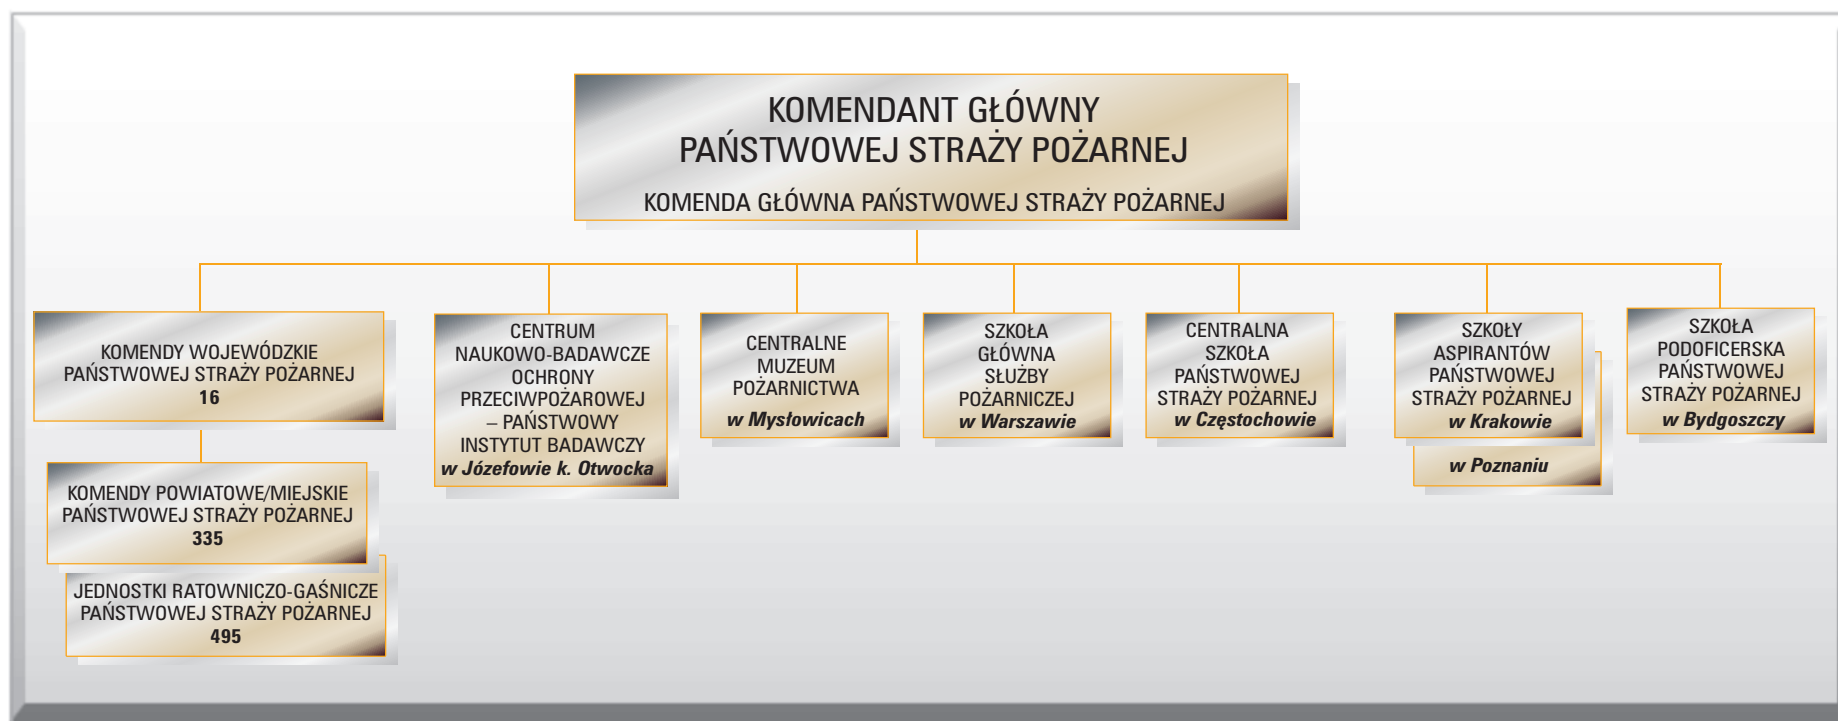 KOMENDANT GŁÓWNY
PAŃSTWOWEJ STRAŻY POŻARNEJ
KOMENDA GŁÓWNA PAŃSTWOWEJ STRAŻY POŻARNEJ
KOMENDY WOJEWÓDZKIE
PAŃSTWOWEJ STRAŻY POŻARNEJ
16
KOMENDY POWIATOWE/MIEJSKIE
PAŃSTWOWEJ STRAŻY POŻARNEJ
335
JEDNOSTKI RATOWNICZO-GAŚNICZE
PAŃSTWOWEJ STRAŻY POŻARNEJ
495
CENTRUM
NAUKOWO-BADAWCZE
OCHRONY
PRZECIWPOŻAROWEJ
– PAŃSTWOWY
INSTYTUT BADAWCZY
w Józefowie k. Otwocka
CENTRALNE
MUZEUM
POŻARNICTWA
w Mysłowicach
SZKOŁA
GŁÓWNA
SŁUŻBY
POŻARNICZEJ
w Warszawie
CENTRALNA
SZKOŁA
PAŃSTWOWEJ
STRAŻY POŻARNEJ
w Częstochowie
SZKOŁY
ASPIRANTÓW
PAŃSTWOWEJ
STRAŻY POŻARNEJ
w Krakowie
w Poznaniu
SZKOŁA
PODOFICERSKA
PAŃSTWOWEJ
STRAŻY POŻARNEJ
w Bydgoszczy